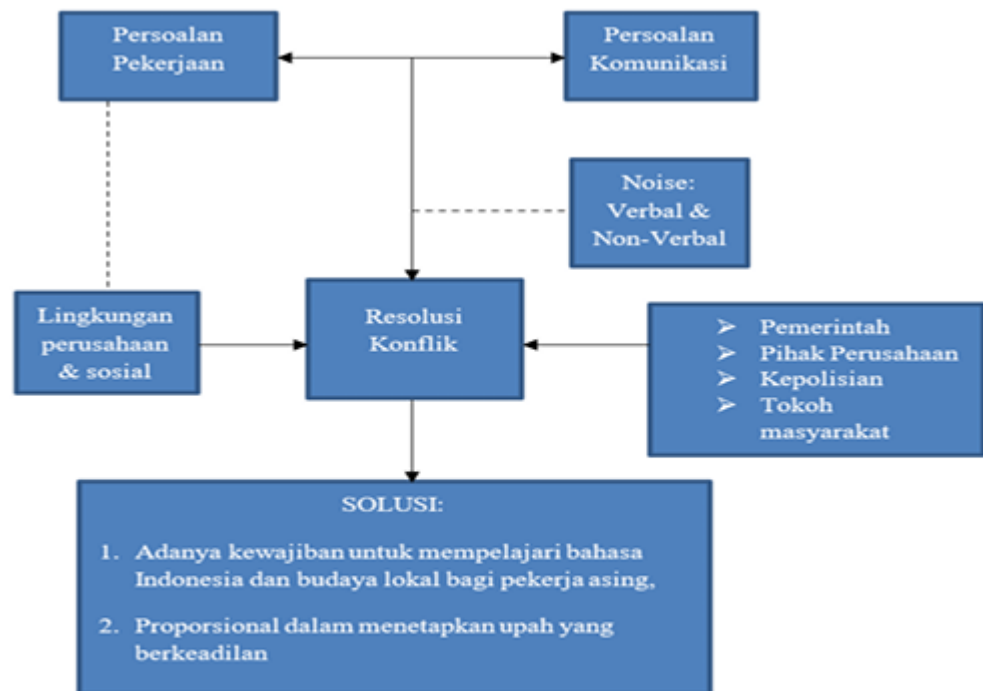 Persoalan
Pekerjaan
Persoalan
Komunikasi
Noise:
Verbal &
Non-Verbal
Lingkungan
perusahaan
& sosial
Resolusi
Konflik
➢ Pemerintah
➢ Pihak Perusahaan
➢ Kepolisian
➢ Tokoh
masyarakat
SOLUSI:
1. Adanya kewajiban untuk mempelajari bahasa
Indonesia dan budaya lokal bagi pekerja asing,
2. Proporsional dalam menetapkan upah yang
berkeadilan